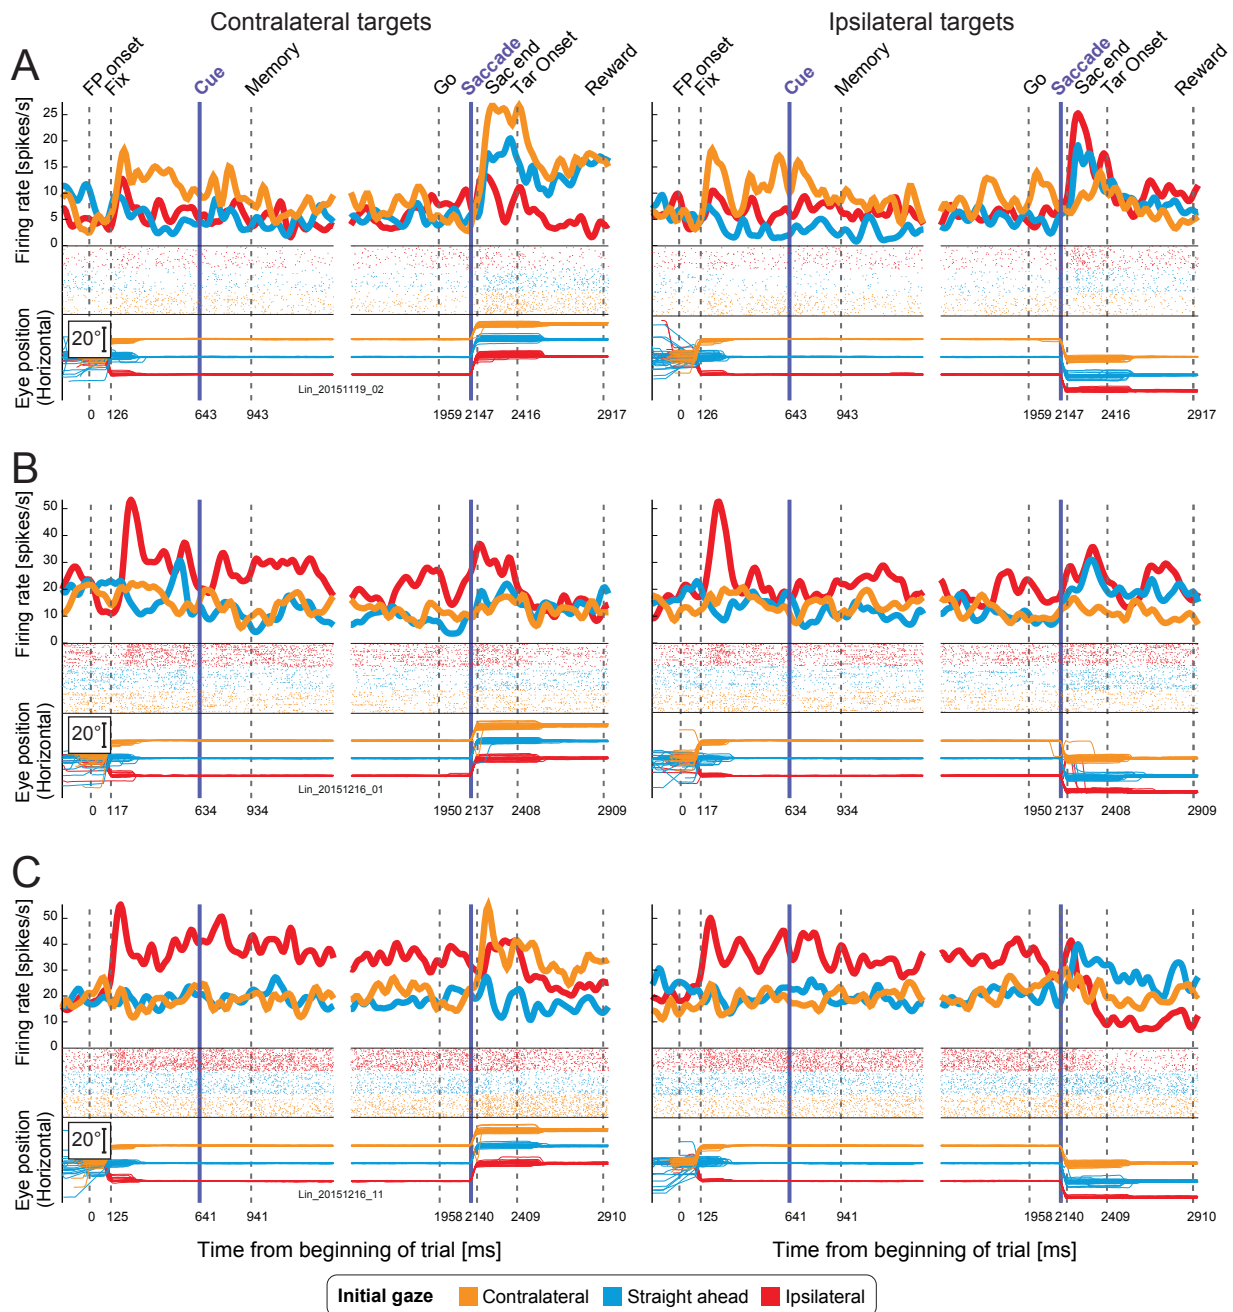 Contralateral targets
Ipsilateral targets
A
FP onset
Fix
Cue
Memory
Go
Saccade
Sac end
Tar Onset
Reward
FP onset
Fix
Cue
Memory
Go
Saccade
Sac end
Tar Onset
Reward
Firing rate [spikes/s]
25
20
15
10
5
0
Eye position
(Horizontal)
20°
Lin_20151119_02
0 126 643 943 1959 2147 2416 2917
0 126 643 943 1959 2147 2416 2917
B
Firing rate [spikes/s]
50
40
30
20
10
0
Eye position
(Horizontal)
20°
Lin_20151216_01
0 117 634 934 1950 2137 2408 2909
0 117 634 934 1950 2137 2408 2909
C
Firing rate [spikes/s]
50
40
30
20
10
0
Eye position
(Horizontal)
20°
Lin_20151216_11
0 125 641 941 1958 2140 2409 2910
0 125 641 941 1958 2140 2409 2910
Time from beginning of trial [ms]
Time from beginning of trial [ms]
Initial gaze Contralateral Straight ahead Ipsilateral